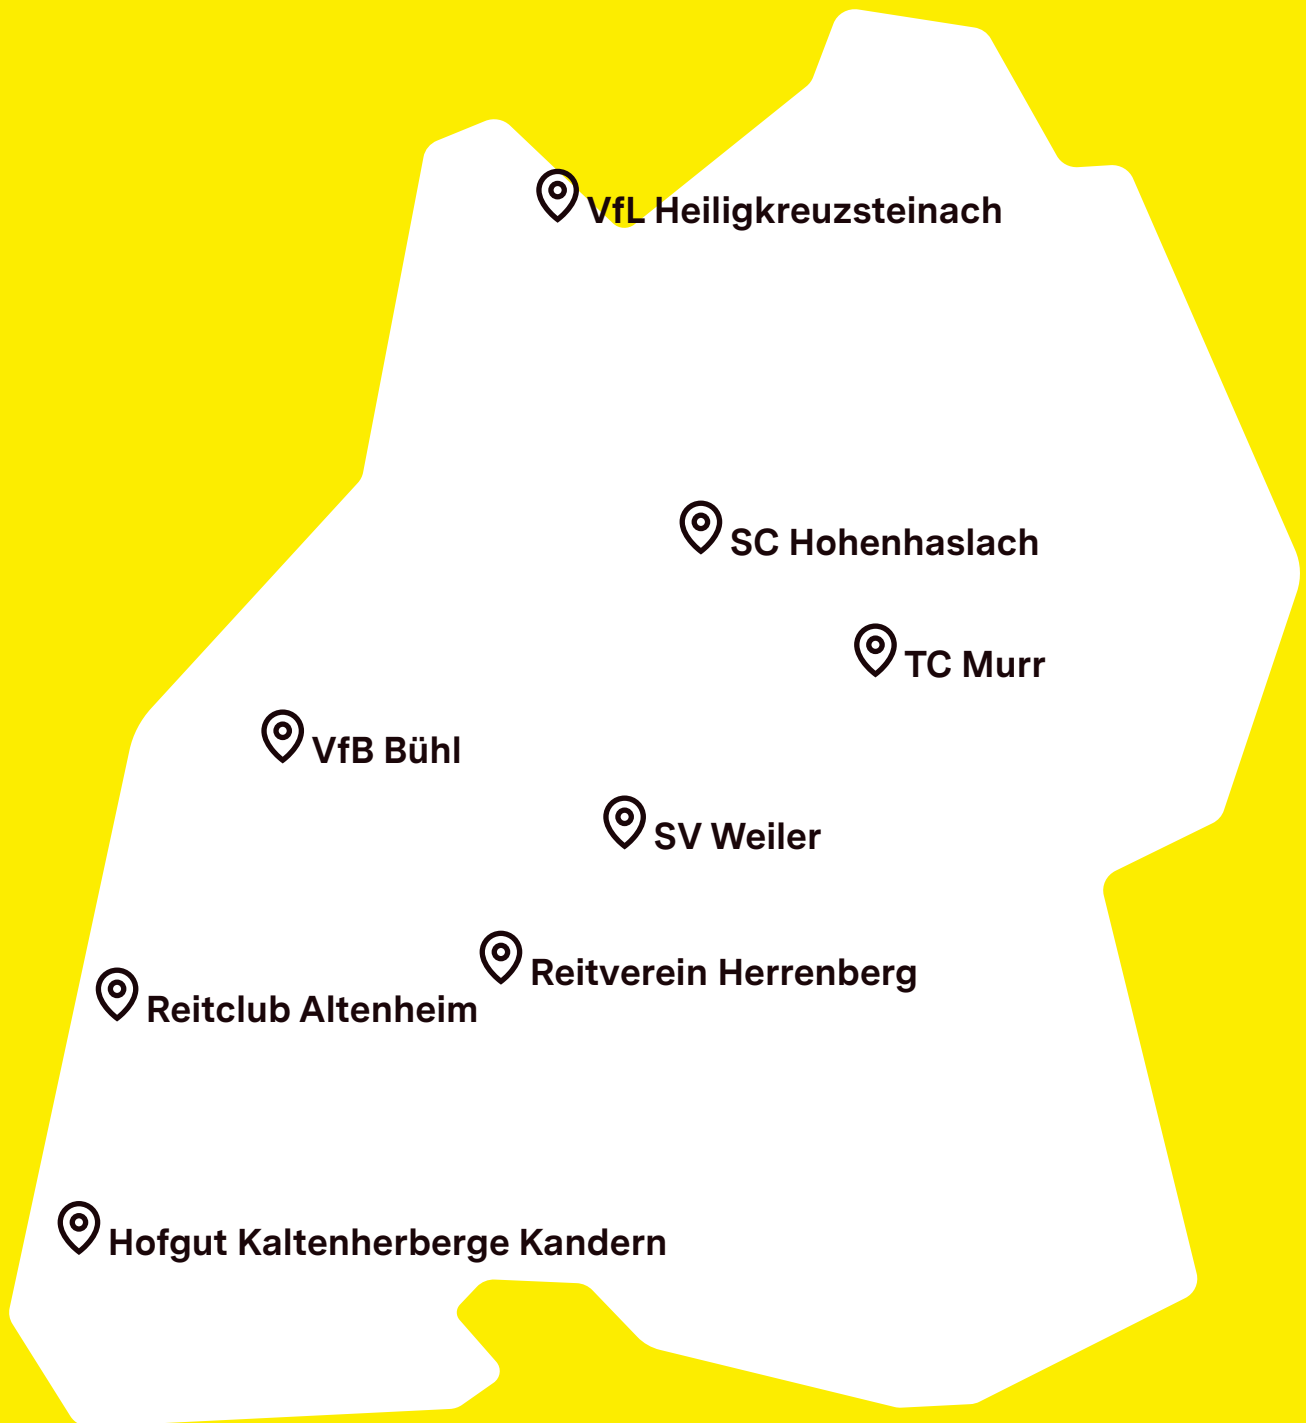 VfL Heiligkreuzsteinach
SC Hohenhaslach
TC Murr
VfB Bühl
SV Weiler
Reitverein Herrenberg
Reitclub Altenheim
Hofgut Kaltenherberge Kandern